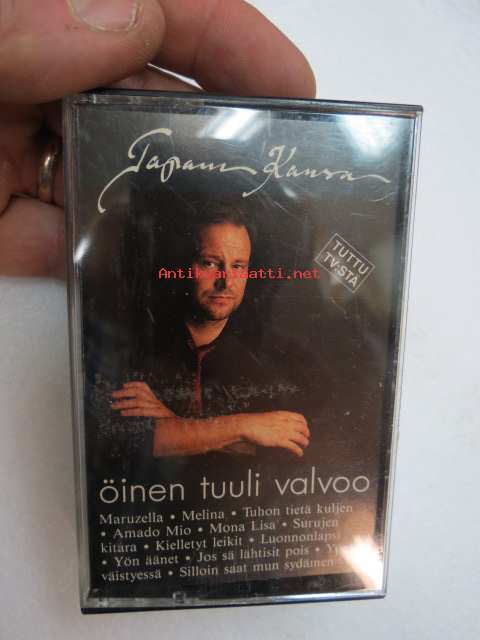 Tapani Kansa
TUTTU
TV:STÄ
Antikvariaatti.net
öinen tuuli valvoo
Maruzella • Melina • Tuhon tietä kuljen
• Amado Mio • Mona Lisa • Surujen
kitara • Kielletyt leikit • Luonnonlapsi
• Yön äänet • Jos sä lähtisit pois •
väistyessä • Silloin saat mun sydämen